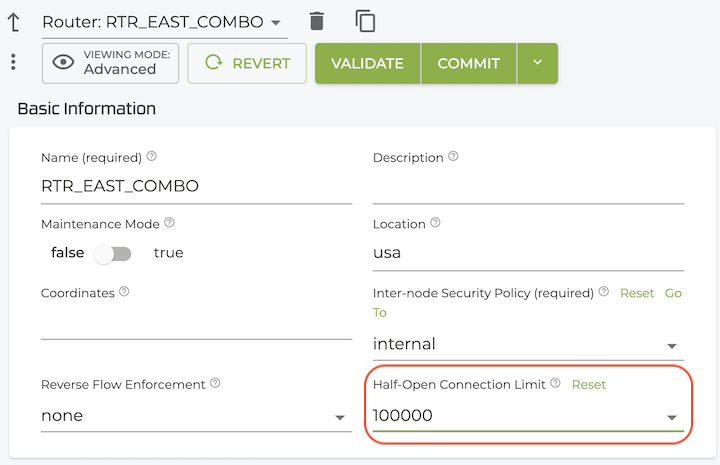 Router: RTR_EAST_COMBO
VIEWING MODE:
Advanced
REVERT
VALIDATE
COMMIT
Basic Information
Name (required)
Description
RTR_EAST_COMBO
Maintenance Mode
Location
false true
usa
Coordinates
Inter-node Security Policy (required) Reset Go
To
internal
Reverse Flow Enforcement
Half-Open Connection Limit Reset
none
100000